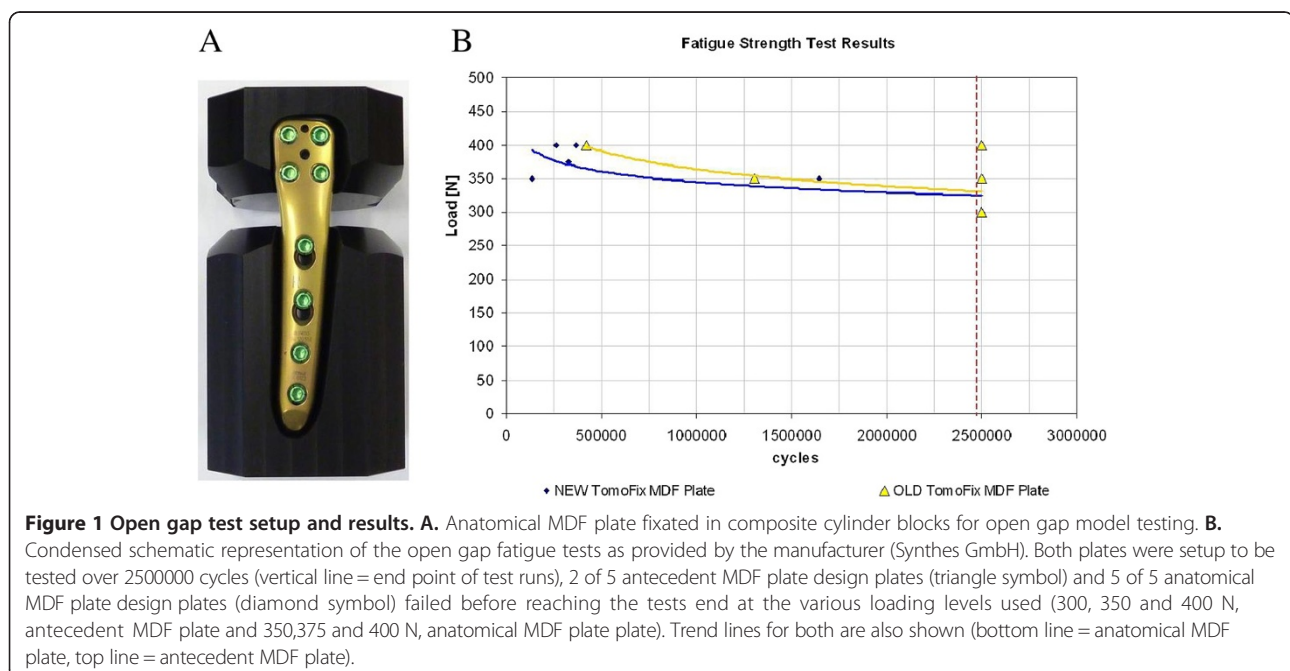 A
B
Fatigue Strength Test Results
500
450
400
350
300
250
200
150
100
50
0
Load [N]
0
500000
1000000
1500000
2000000
2500000
3000000
cycles
NEW TomoFix MDF Plate
OLD TomoFix MDF Plate
Figure 1 Open gap test setup and results. A. Anatomical MDF plate fixated in composite cylinder blocks for open gap model testing. B.
Condensed schematic representation of the open gap fatigue tests as provided by the manufacturer (Synthes GmbH). Both plates were setup to be
tested over 2500000 cycles (vertical line = end point of test runs), 2 of 5 antecedent MDF plate design plates (triangle symbol) and 5 of 5 anatomical
MDF plate design plates (diamond symbol) failed before reaching the tests end at the various loading levels used (300, 350 and 400 N,
antecedent MDF plate and 350,375 and 400 N, anatomical MDF plate plate). Trend lines for both are also shown (bottom line = anatomical MDF
plate, top line = antecedent MDF plate).